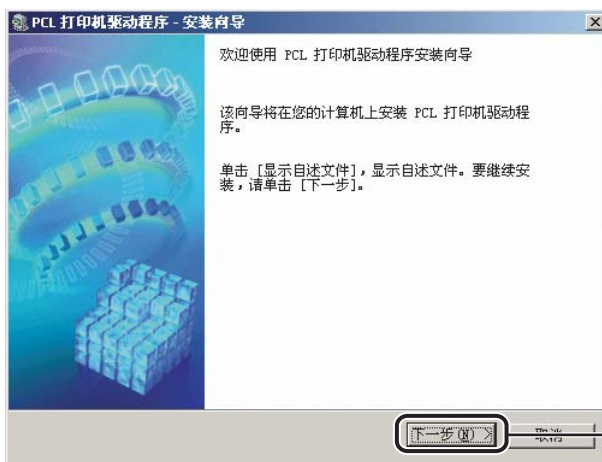 PCL 打印机驱动程序 - 安装向导
欢迎使用 PCL 打印机驱动程序安装向导
该向导将在您的计算机上安装 PCL 打印机驱动程
序。
单击 [显示自述文件]，显示自述文件。要继续安
装，请单击 [下一步]。
下一步(N) >
取消